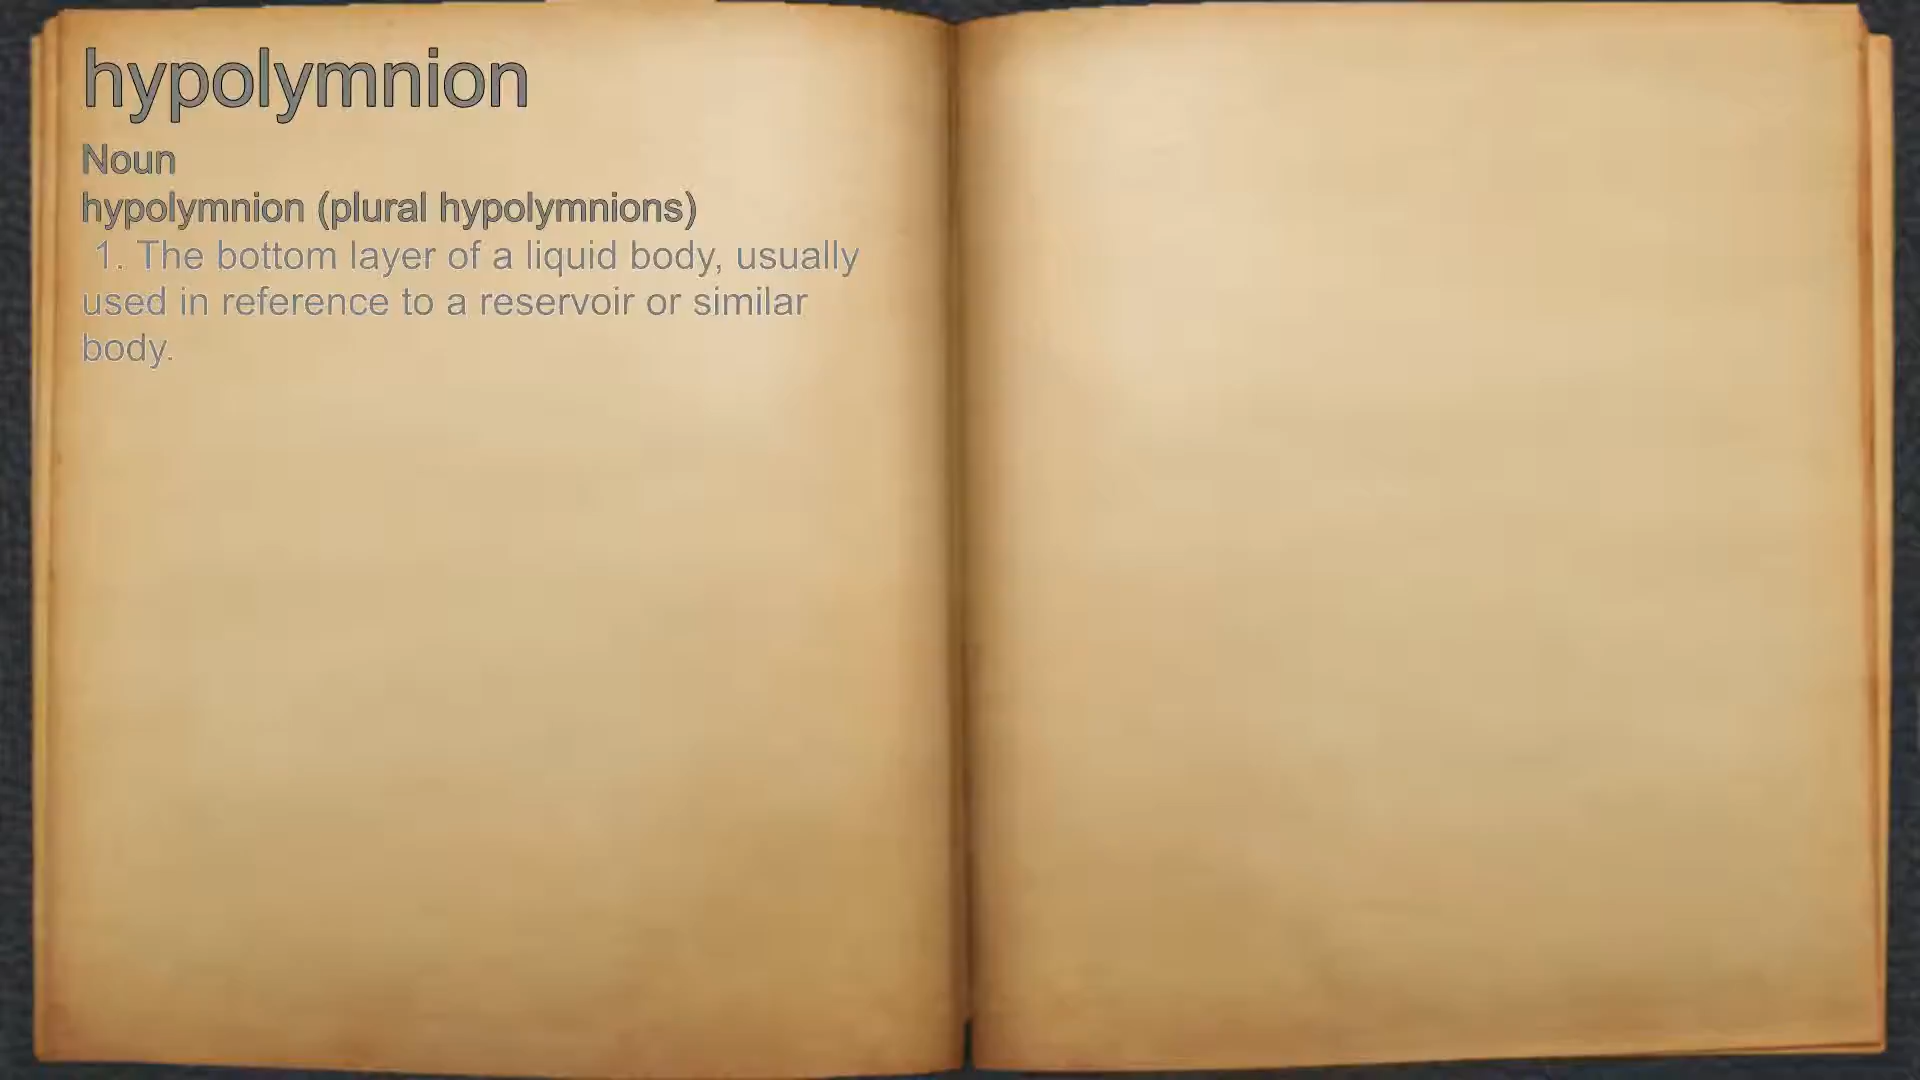 hypolymnion
Noun
hypolymnion (plural hypolymnions)
1. The bottom layer of a liquid body, usually
used in reference to a reservoir or similar
body.